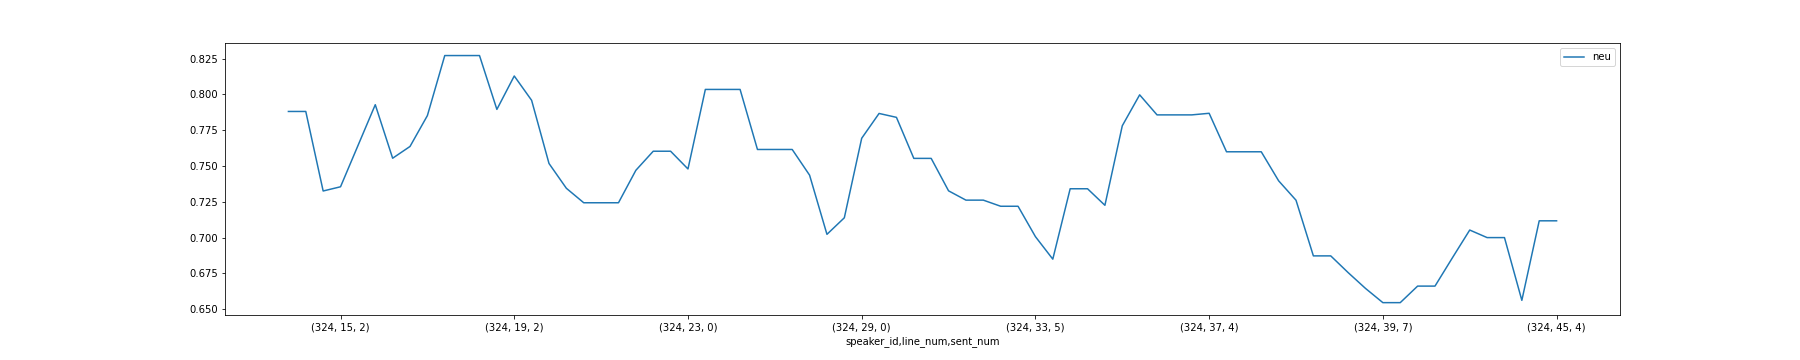 neu
0.825
0.800
0.775
0.750
0.725
0.700
0.675
0.650
(324, 15, 2) (324, 19, 2) (324, 23, 0) (324, 29, 0) (324, 33, 5) (324, 37, 4) (324, 39, 7) (324, 45, 4)
speaker_id,line_num,sent_num